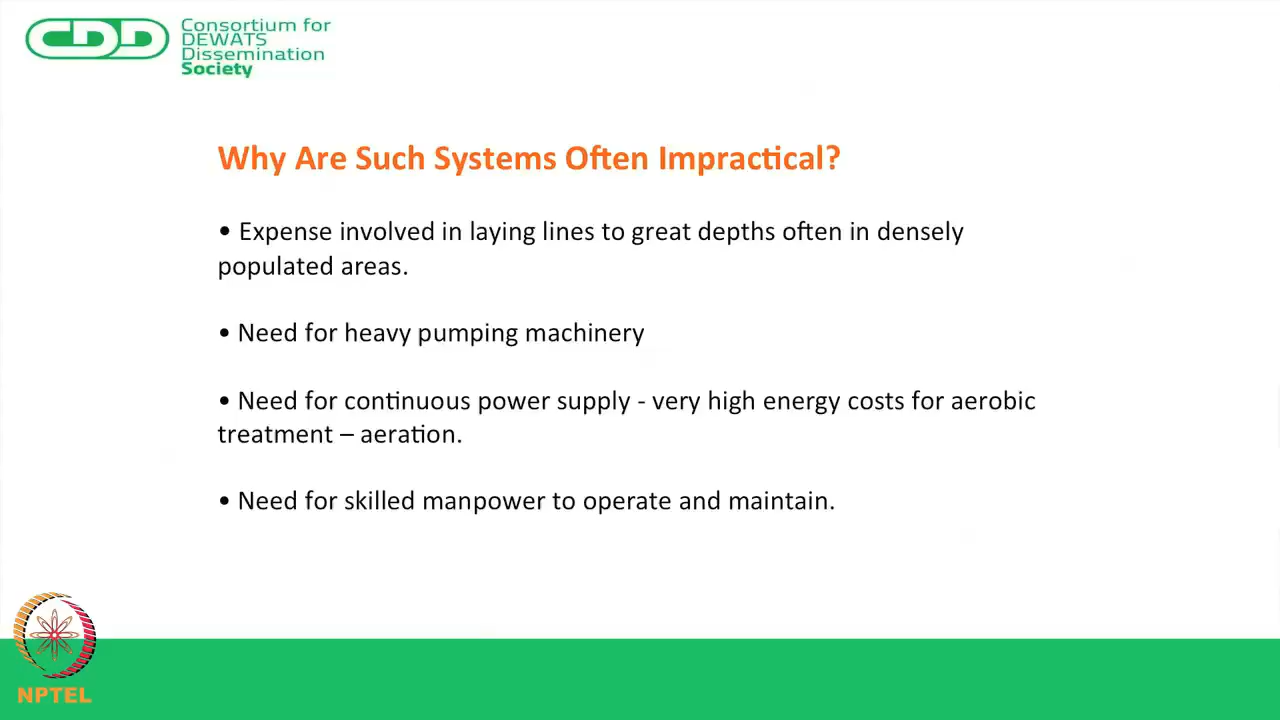 CDD
Consortium for
DEWATS
Dissemination
Society
Why Are Such Systems Often Impractical?
• Expense involved in laying lines to great depths often in densely
populated areas.
• Need for heavy pumping machinery
• Need for continuous power supply - very high energy costs for aerobic
treatment – aeration.
• Need for skilled manpower to operate and maintain.
NPTEL